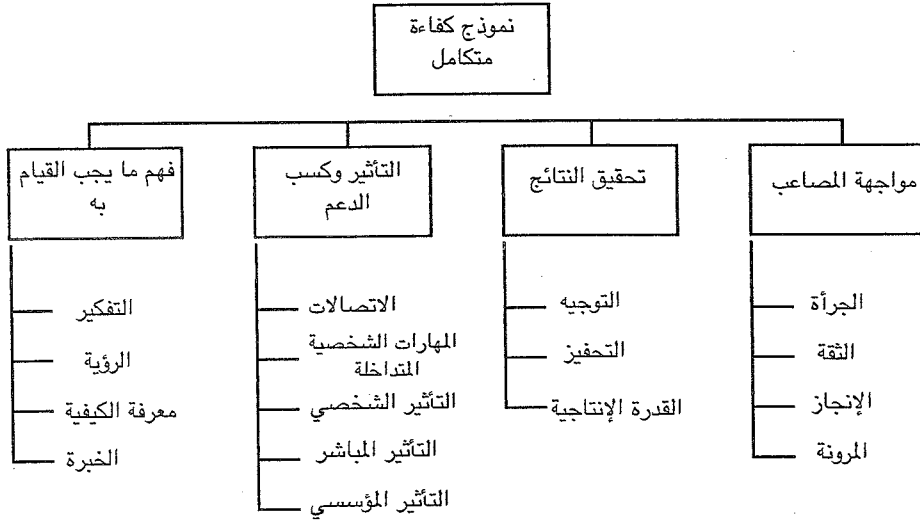 نموذج كفاءة
متكامل
مواجهة المصاعب
الجرأة
الثقة
الإنجاز
المرونة
تحقيق النتائج
التوجيه
التحفيز
القدرة الإنتاجية
التأثير وكسب
الدعم
الاتصالات
المهارات الشخصية
المتداخلة
التأثير الشخصي
التأثير المباشر
التأثير المؤسسي
فهم ما يجب القيام
به
التفكير
الرؤية
معرفة الكيفية
الخبرة